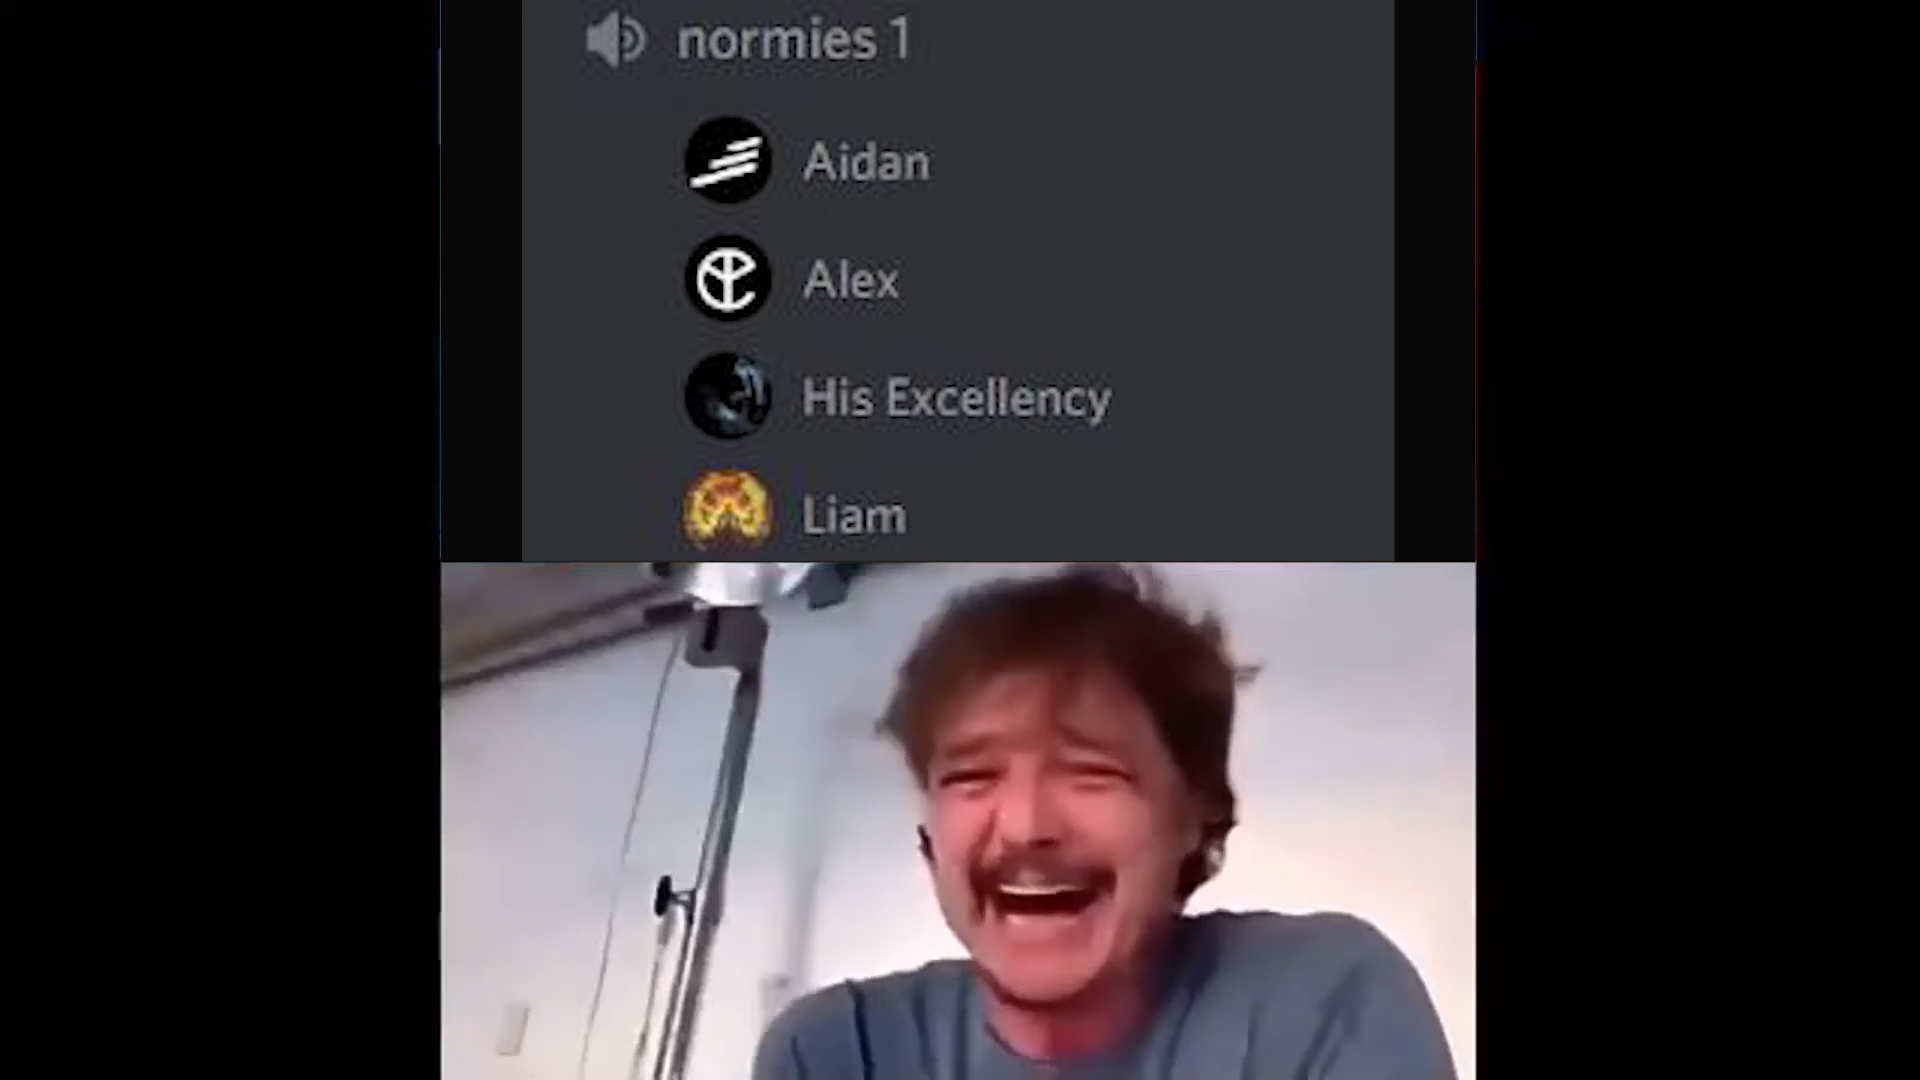 normies 1
Aidan
Alex
His Excellency
Liam